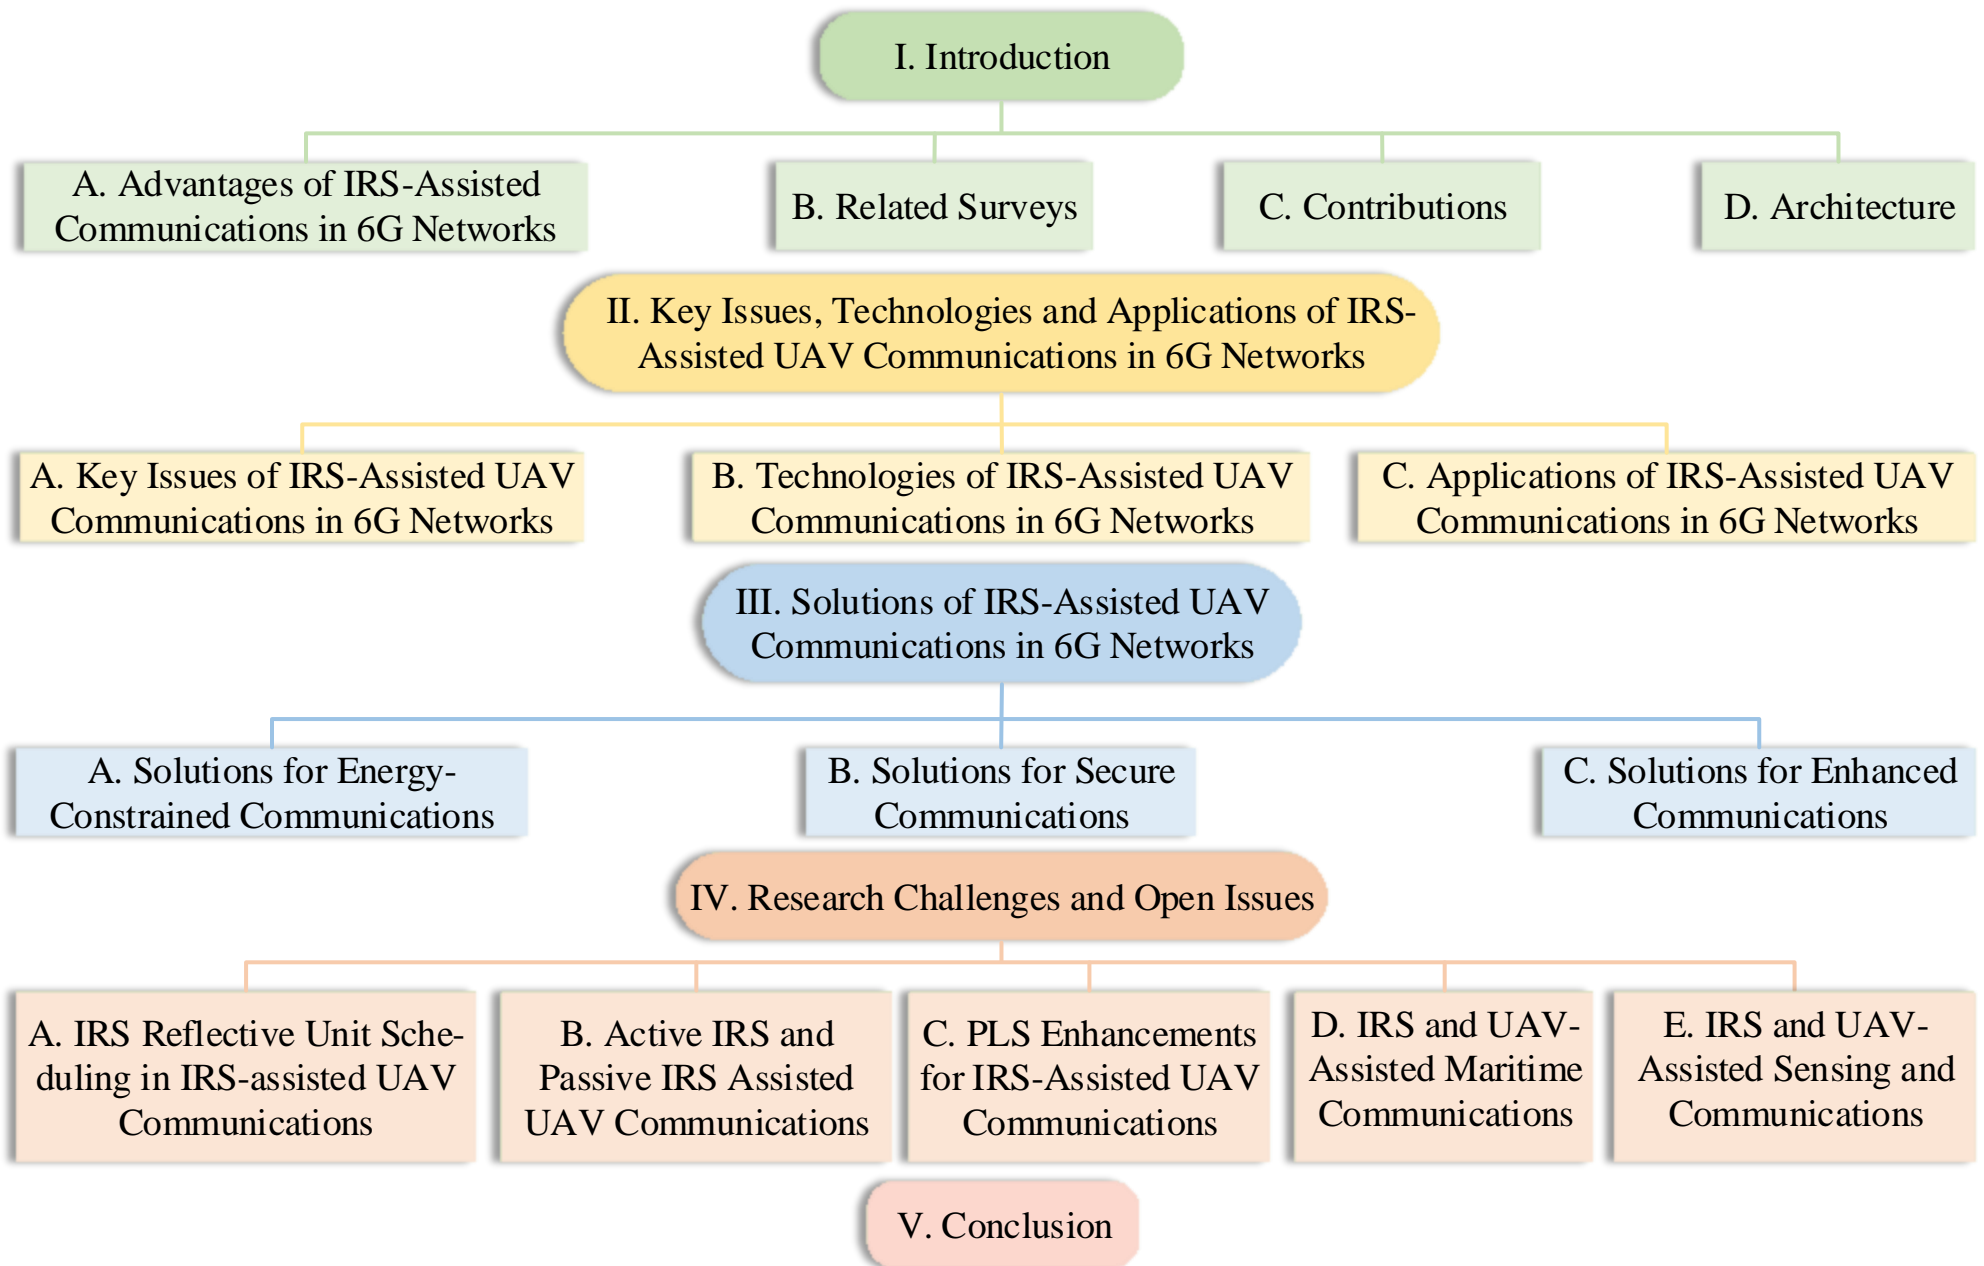 I. Introduction
A. Advantages of IRS-Assisted
Communications in 6G Networks
B. Related Surveys
C. Contributions
D. Architecture
II. Key Issues, Technologies and Applications of IRS-
Assisted UAV Communications in 6G Networks
A. Key Issues of IRS-Assisted UAV
Communications in 6G Networks
B. Technologies of IRS-Assisted UAV
Communications in 6G Networks
C. Applications of IRS-Assisted UAV
Communications in 6G Networks
III. Solutions of IRS-Assisted UAV
Communications in 6G Networks
A. Solutions for Energy-
Constrained Communications
B. Solutions for Secure
Communications
C. Solutions for Enhanced
Communications
IV. Research Challenges and Open Issues
A. IRS Reflective Unit Sche-
duling in IRS-assisted UAV
Communications
B. Active IRS and
Passive IRS Assisted
UAV Communications
C. PLS Enhancements
for IRS-Assisted UAV
Communications
D. IRS and UAV-
Assisted Maritime
Communications
E. IRS and UAV-
Assisted Sensing and
Communications
V. Conclusion